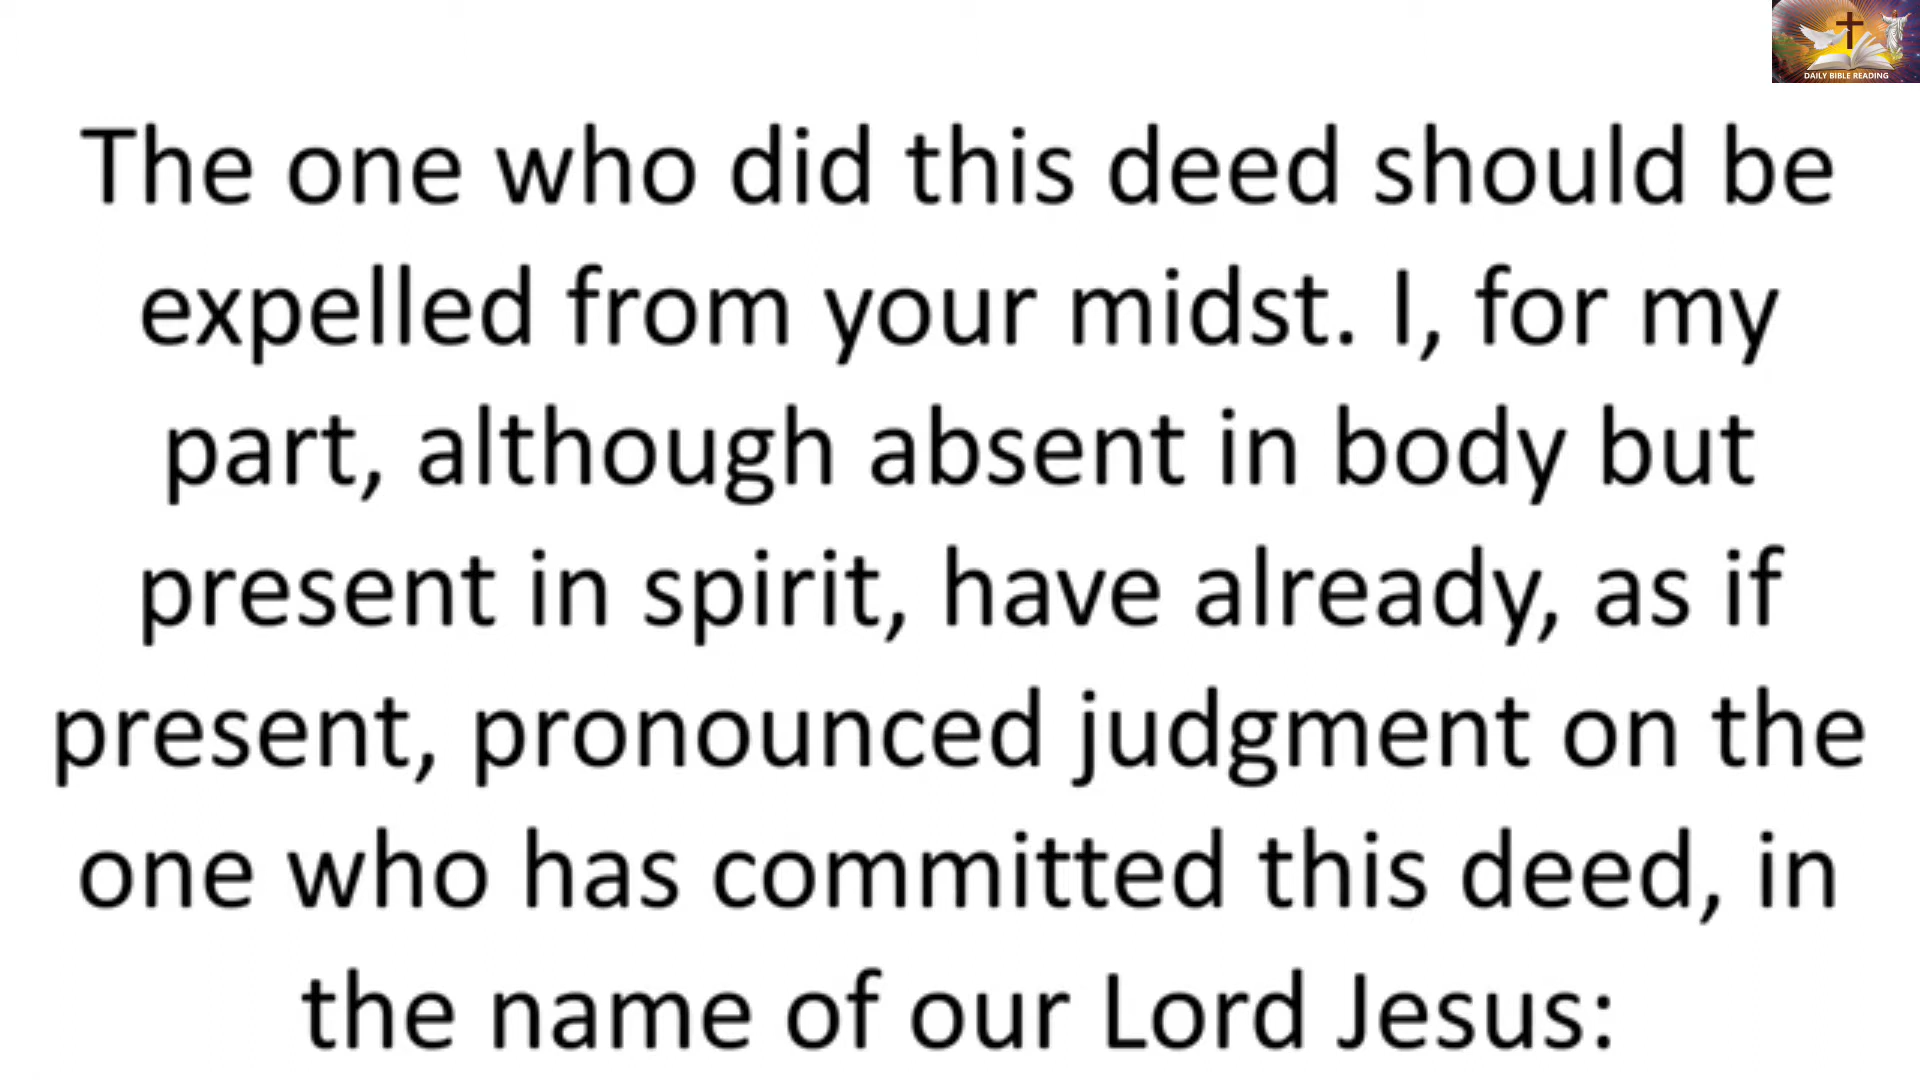 DAILY BIBLE READING
The one who did this deed should be
expelled from your midst. I, for my
part, although absent in body but
present in spirit, have already, as if
present, pronounced judgment on the
one who has committed this deed, in
the name of our Lord Jesus: